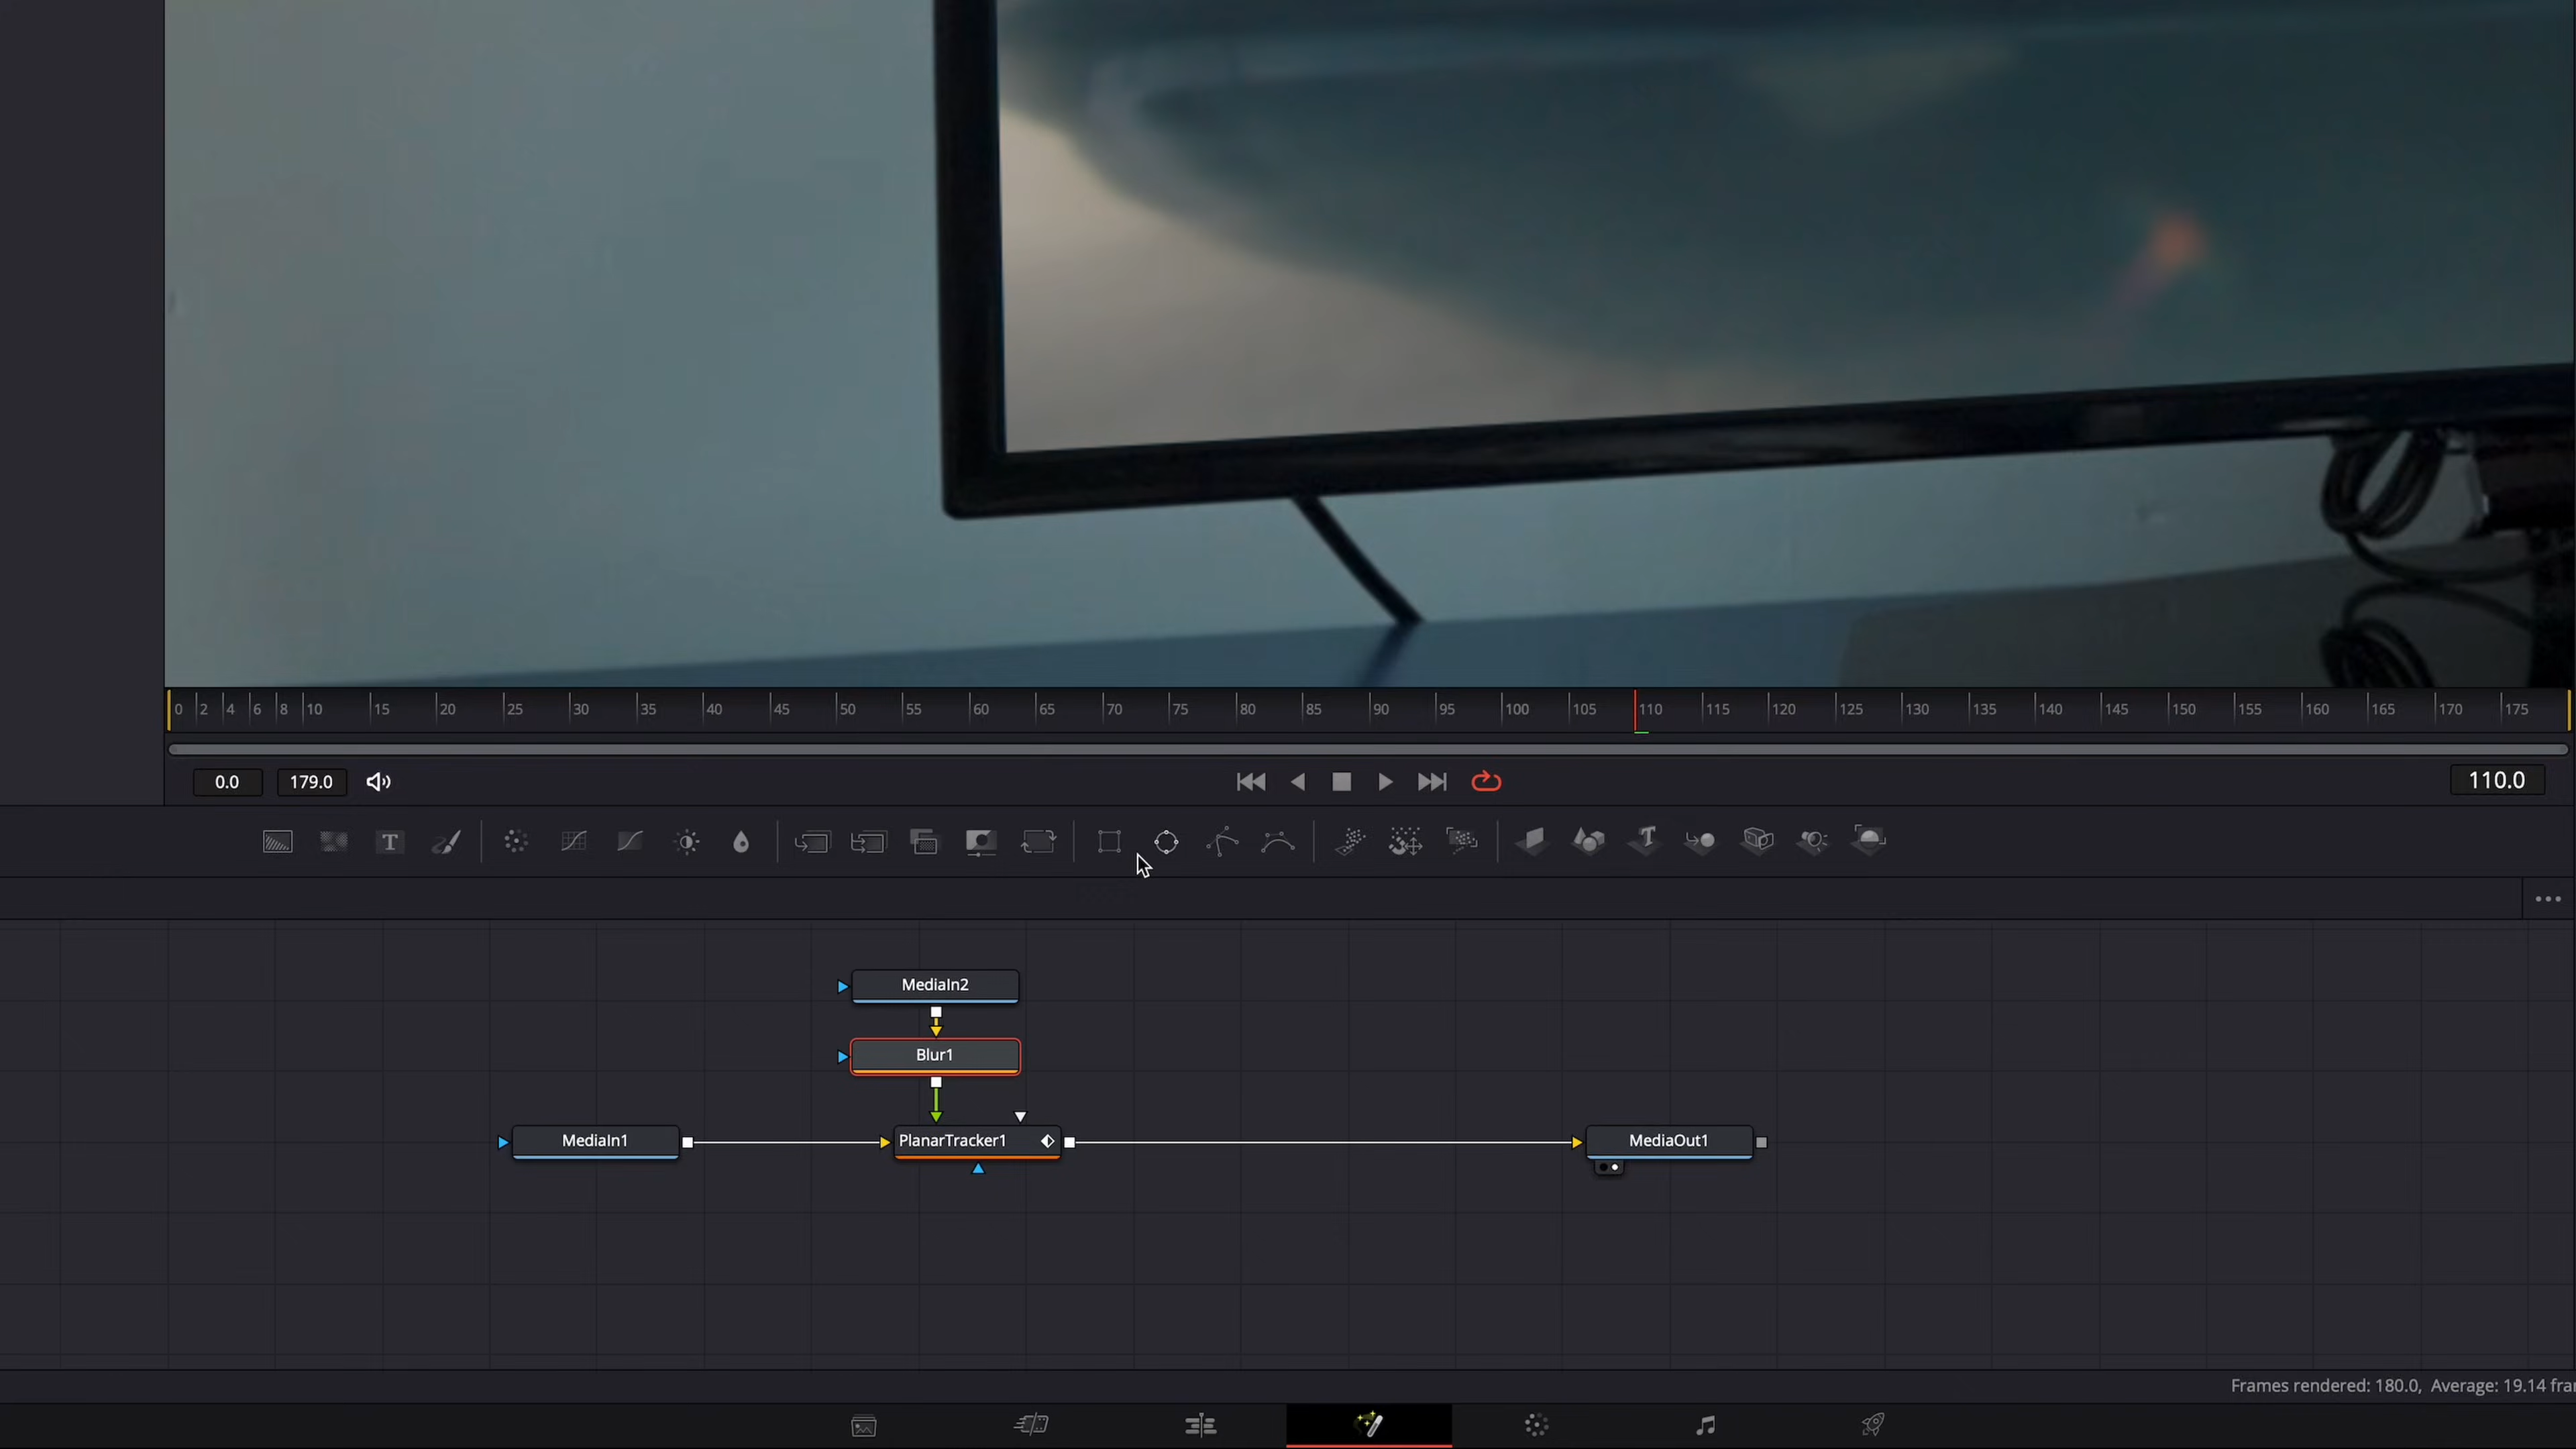 0 2 4 6 8 10 15 20 25 30 35 40 45 50 55 60 65 70 75 80 85 90 95 100 105 110 115 120 125 130 135 140 145 150 155 160 165 170 175
0.0 179.0 110.0
T T
MediaIn2
Blur1
MediaIn1 PlanarTracker1 MediaOut1
Frames rendered: 180.0, Average: 19.14 fra